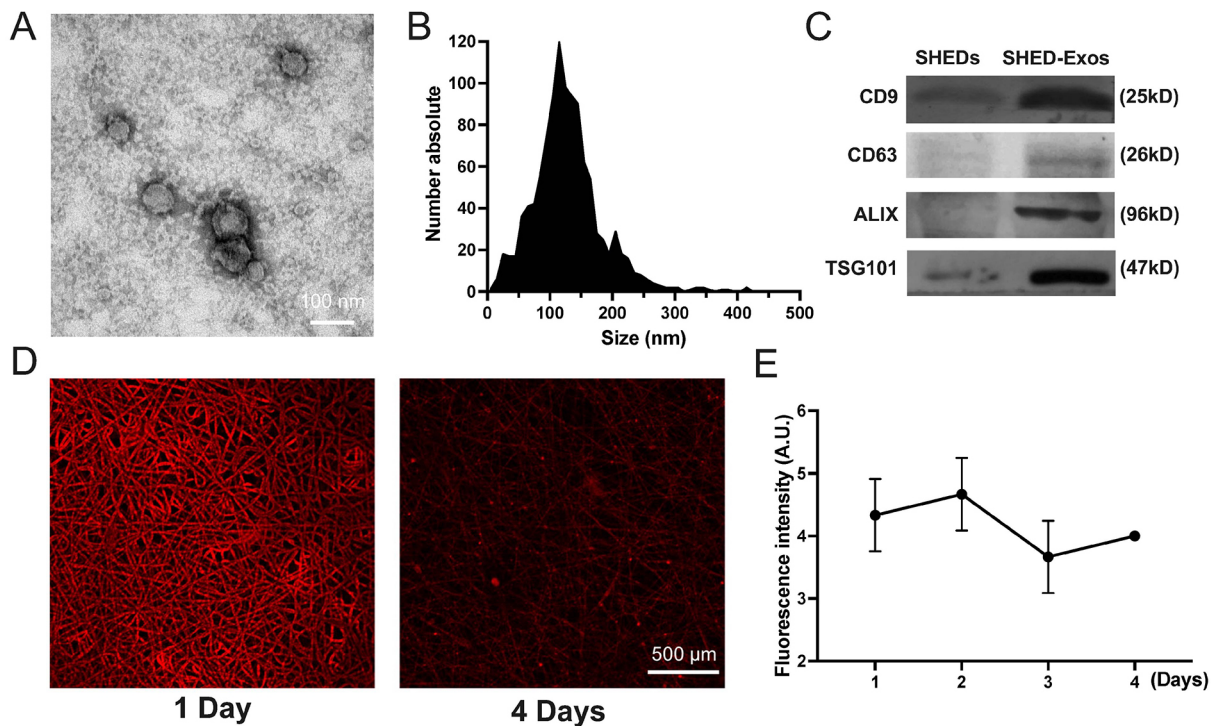 A
100 nm
B
Number absolute
120
100
80
60
40
20
0
0 100 200 300 400 500
Size (nm)
C
SHEDs SHED-Exos
CD9 (25kD)
CD63 (26kD)
ALIX (96kD)
TSG101 (47kD)
D
500 µm
1 Day 4 Days
E
Fluorescence intensity (A.U.)
6
5
4
3
2
1 2 3 4 (Days)